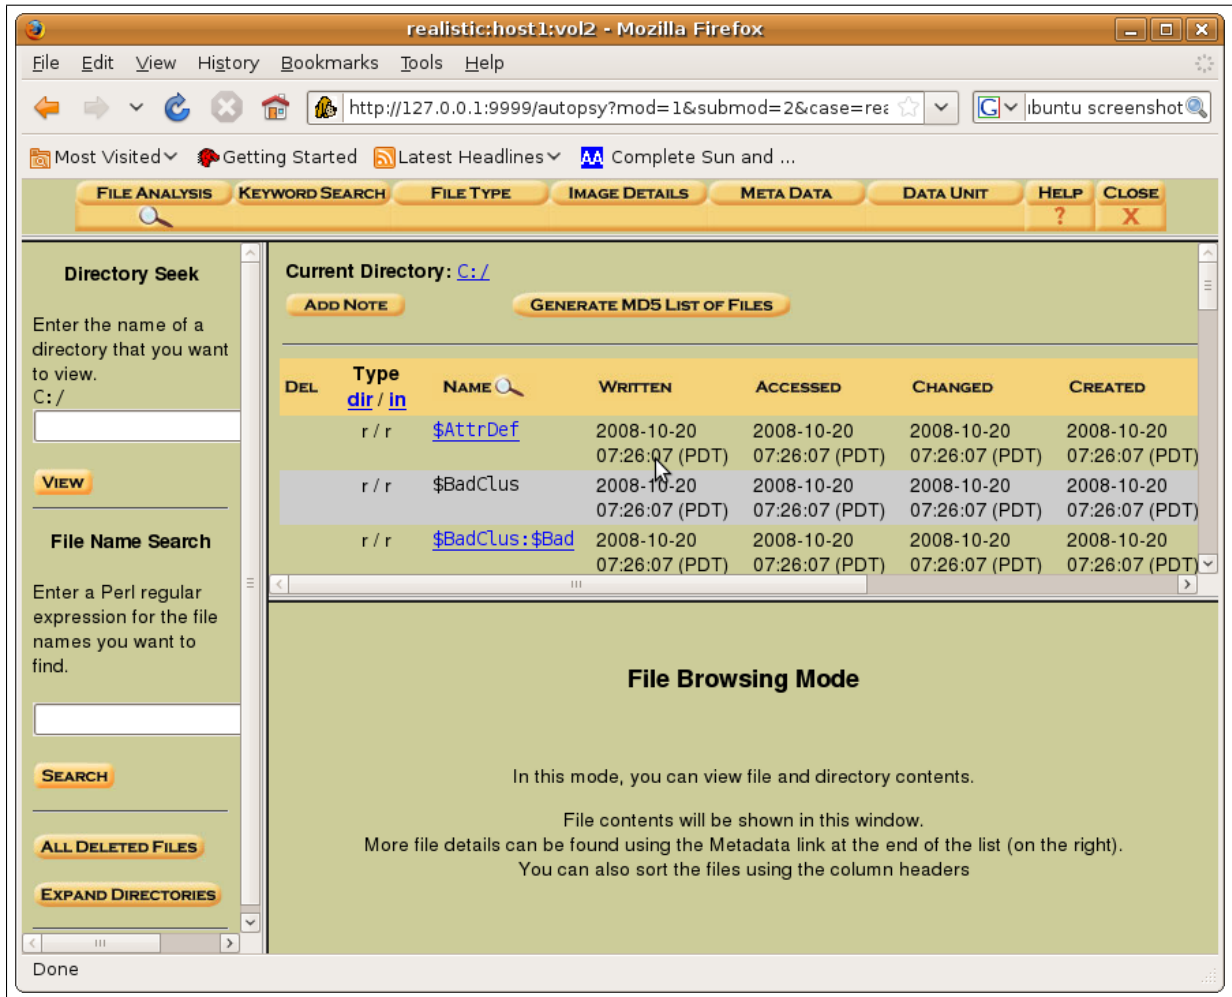 realistic:host1:vol2 - Mozilla Firefox
File Edit View History Bookmarks Tools Help
http://127.0.0.1:9999/autopsy?mod=1&submod=2&case=rea
ubuntu screenshot
Most Visited Getting Started Latest Headlines AA Complete Sun and ...
FILE ANALYSIS KEYWORD SEARCH FILE TYPE IMAGE DETAILS META DATA DATA UNIT HELP CLOSE
? X
Directory Seek
Enter the name of a
directory that you want
to view.
C:/
VIEW
File Name Search
Enter a Perl regular
expression for the file
names you want to
find.
SEARCH
ALL DELETED FILES
EXPAND DIRECTORIES
Current Directory: C:/
ADD NOTE GENERATE MD5 LIST OF FILES
DEL Type NAME WRITTEN ACCESSED CHANGED CREATED
dir / in
r / r $AttrDef 2008-10-20 2008-10-20 2008-10-20 2008-10-20
07:26:07 (PDT) 07:26:07 (PDT) 07:26:07 (PDT) 07:26:07 (PDT)
r / r $BadClus 2008-10-20 2008-10-20 2008-10-20 2008-10-20
07:26:07 (PDT) 07:26:07 (PDT) 07:26:07 (PDT) 07:26:07 (PDT)
r / r $BadClus:$Bad 2008-10-20 2008-10-20 2008-10-20 2008-10-20
07:26:07 (PDT) 07:26:07 (PDT) 07:26:07 (PDT) 07:26:07 (PDT)
File Browsing Mode
In this mode, you can view file and directory contents.
File contents will be shown in this window.
More file details can be found using the Metadata link at the end of the list (on the right).
You can also sort the files using the column headers
Done